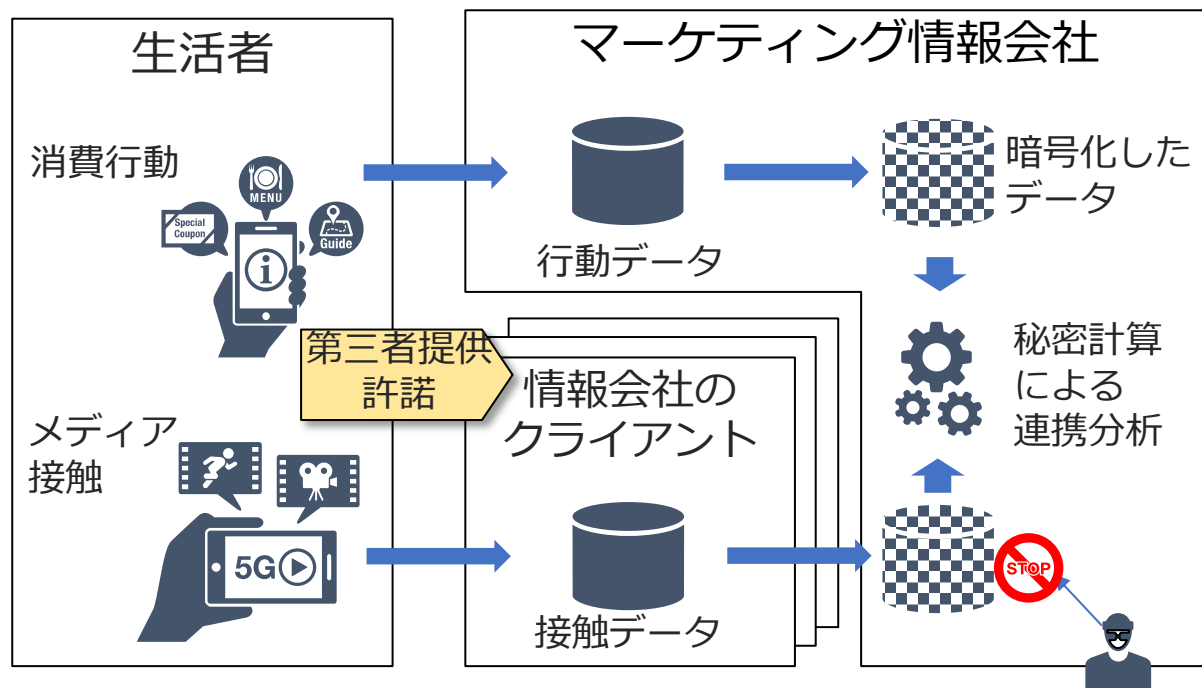 生活者
消費行動
MENU
Special
Coupon
Guide
メディア
接触
5G
第三者提供
許諾
マーケティング情報会社
行動データ
暗号化した
データ
情報会社の
クライアント
接触データ
秘密計算
による
連携分析
STOP